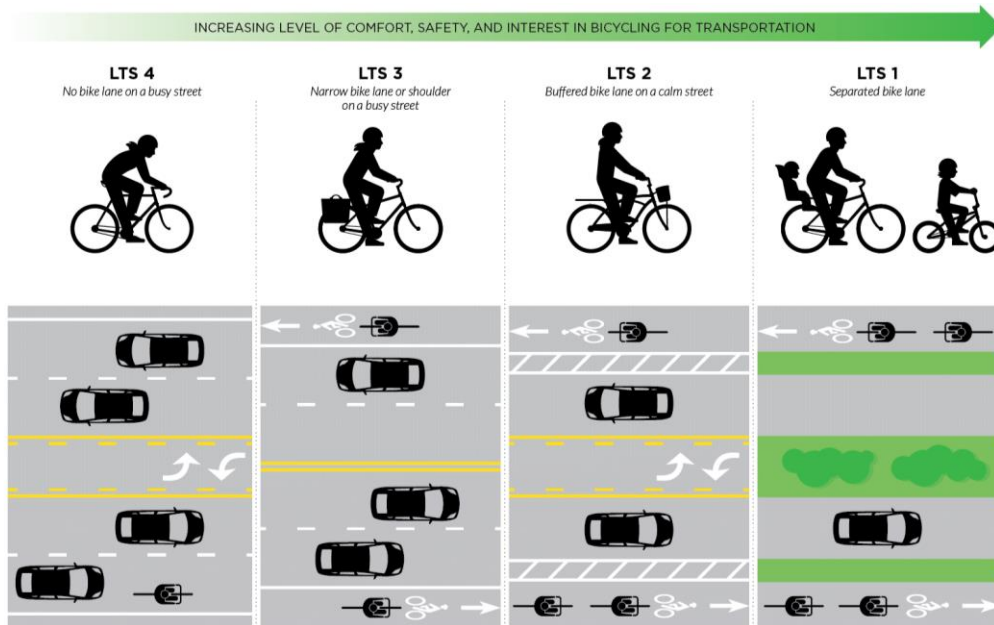 INCREASING LEVEL OF COMFORT, SAFETY, AND INTEREST IN BICYCLING FOR TRANSPORTATION
LTS 4
No bike lane on a busy street
LTS 3
Narrow bike lane or shoulder
on a busy street
LTS 2
Buffered bike lane on a calm street
LTS 1
Separated bike lane